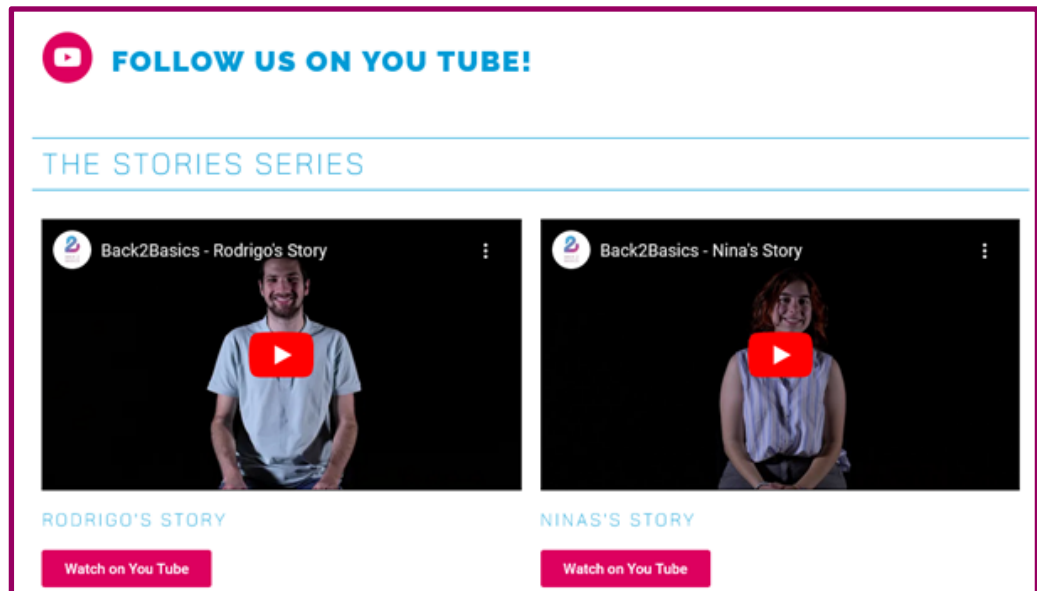 FOLLOW US ON YOU TUBE!
THE STORIES SERIES
Back2Basics - Rodrigo's Story
Back2Basics - Nina's Story
RODRIGO'S STORY
NINAS'S STORY
Watch on You Tube
Watch on You Tube